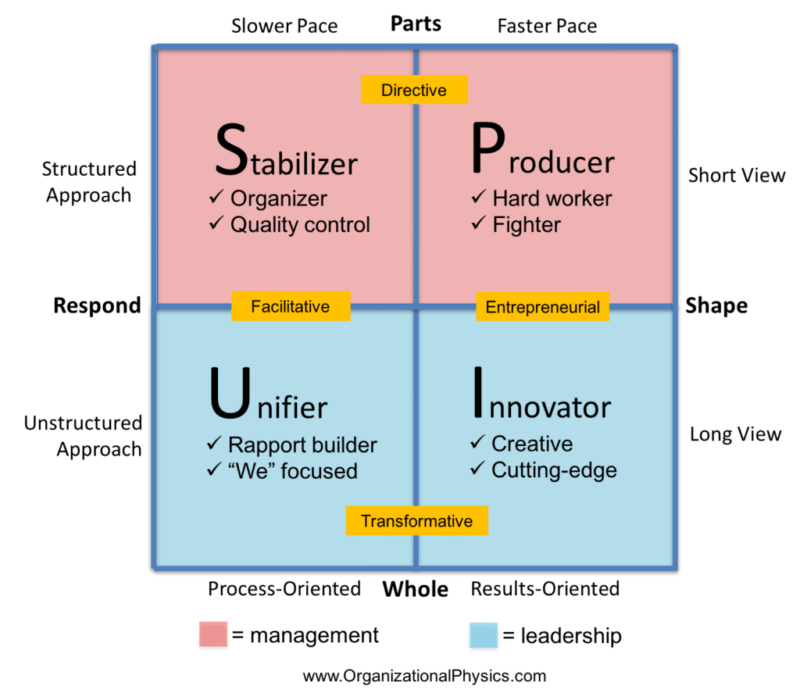 Slower Pace Parts Faster Pace
Directive
Stabilizer Producer
Structured
Approach
✓ Organizer ✓ Hard worker
✓ Quality control ✓ Fighter
Short View
Respond Facilitative Entrepreneurial Shape
Unifier Innovator
Unstructured
Approach
✓ Rapport builder ✓ Creative
✓ “We” focused ✓ Cutting-edge
Long View
Transformative
Process-Oriented Whole Results-Oriented
= management = leadership
www.OrganizationalPhysics.com